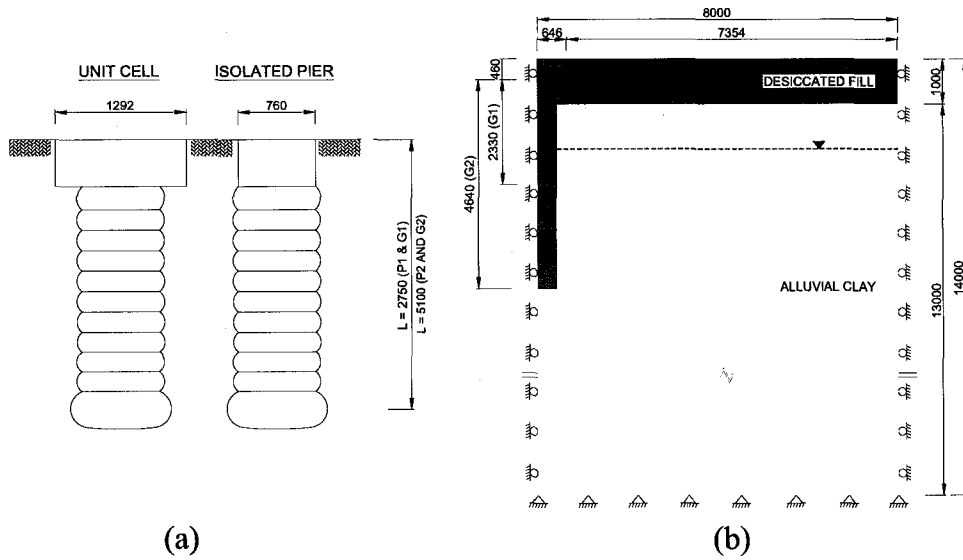 UNIT CELL
1292
ISOLATED PIER
760
L = 2750 (P1 & G1)
L = 5100 (P2 AND G2)
(a)
8000
646
7354
460
2330 (G1)
4640 (G2)
DESICCATED FILL
1000
ALLUVIAL CLAY
13000
14000
(b)